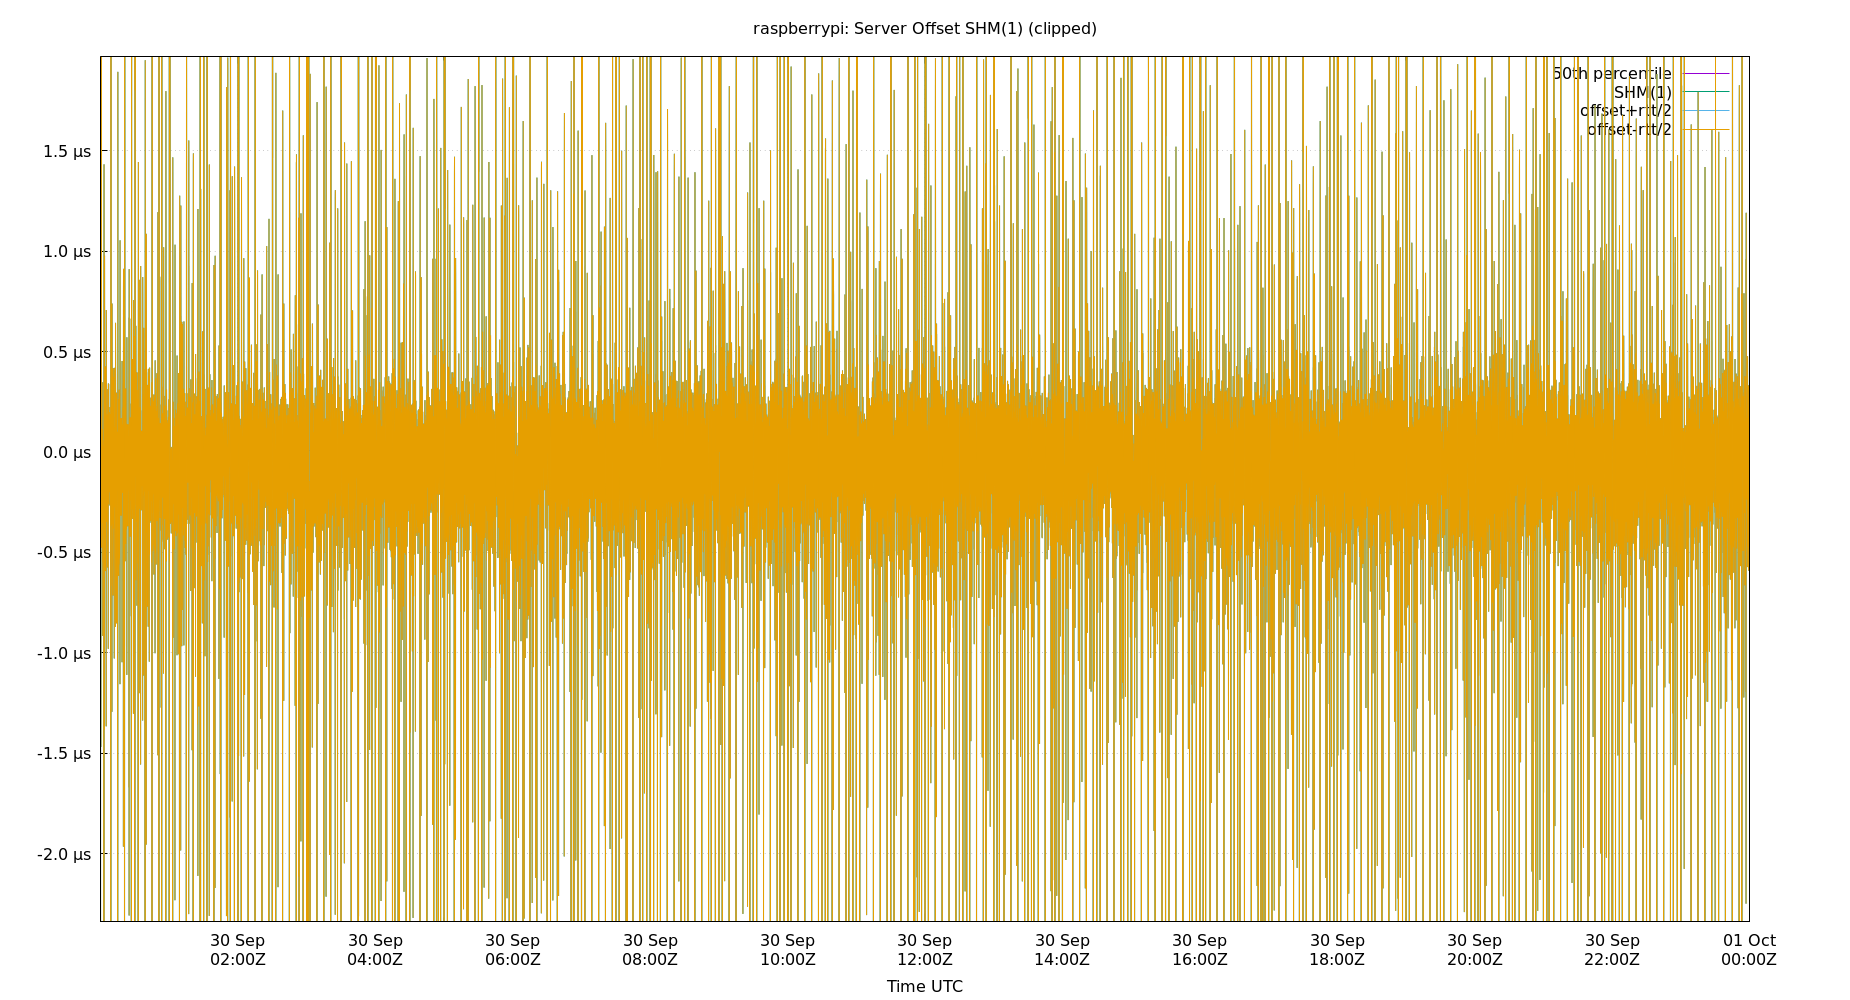 raspberrypi: Server Offset SHM(1) (clipped)
50th percentile
SHM(1)
offset+rtt/2
offset-rtt/2
1.5 µs
1.0 µs
0.5 µs
0.0 µs
-0.5 µs
-1.0 µs
-1.5 µs
-2.0 µs
30 Sep 30 Sep 30 Sep 30 Sep 30 Sep 30 Sep 30 Sep 30 Sep 30 Sep 30 Sep 30 Sep 01 Oct
02:00Z 04:00Z 06:00Z 08:00Z 10:00Z 12:00Z 14:00Z 16:00Z 18:00Z 20:00Z 22:00Z 00:00Z
Time UTC